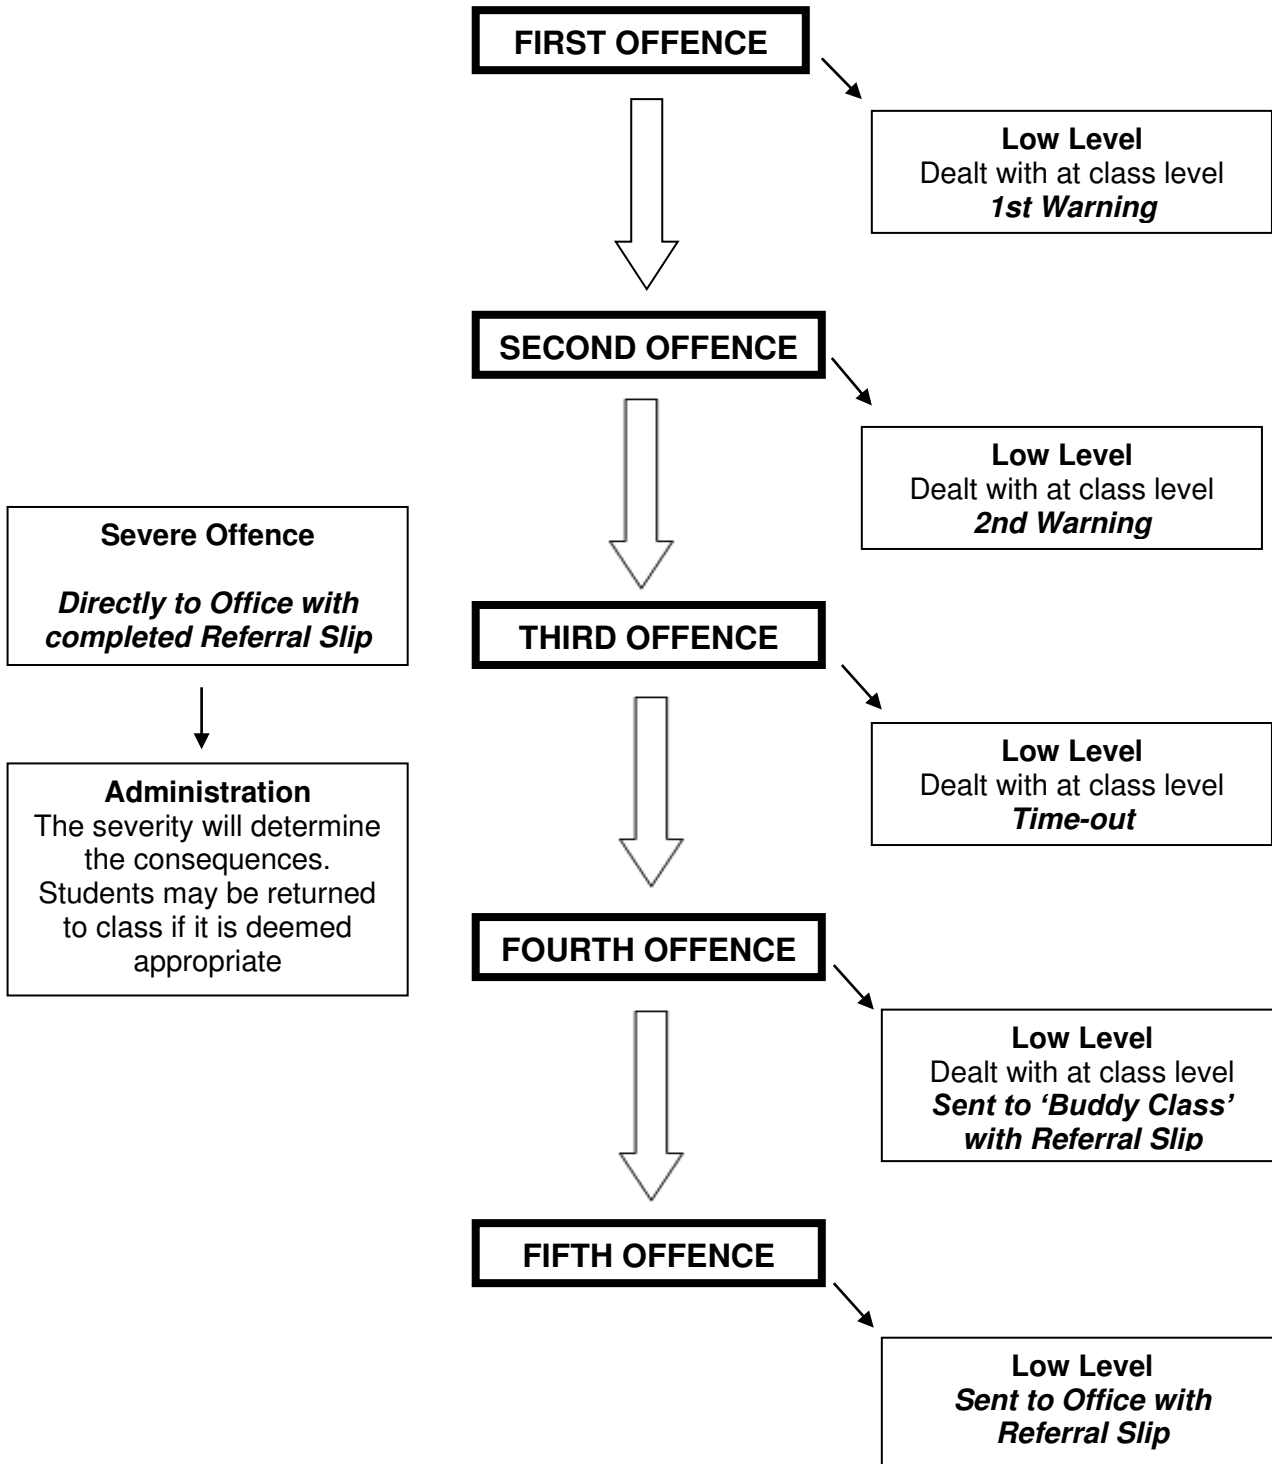 FIRST OFFENCE
Low Level
Dealt with at class level
1st Warning
SECOND OFFENCE
Low Level
Dealt with at class level
2nd Warning
Severe Offence
Directly to Office with
completed Referral Slip
THIRD OFFENCE
Low Level
Dealt with at class level
Time-out
Administration
The severity will determine
the consequences.
Students may be returned
to class if it is deemed
appropriate
FOURTH OFFENCE
Low Level
Dealt with at class level
Sent to ‘Buddy Class’
with Referral Slip
FIFTH OFFENCE
Low Level
Sent to Office with
Referral Slip